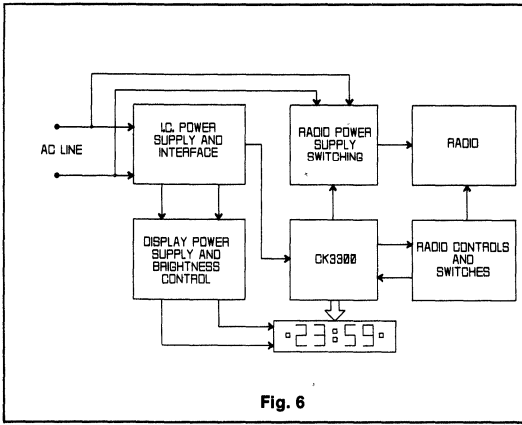 AC LINE
I.C. POWER
SUPPLY AND
INTERFACE
RADIO POWER
SUPPLY
SWITCHING
RADIO
DISPLAY POWER
SUPPLY AND
BRIGHTNESS
CONTROL
CK3300
RADIO CONTROLS
AND
SWITCHES
23:59
Fig. 6